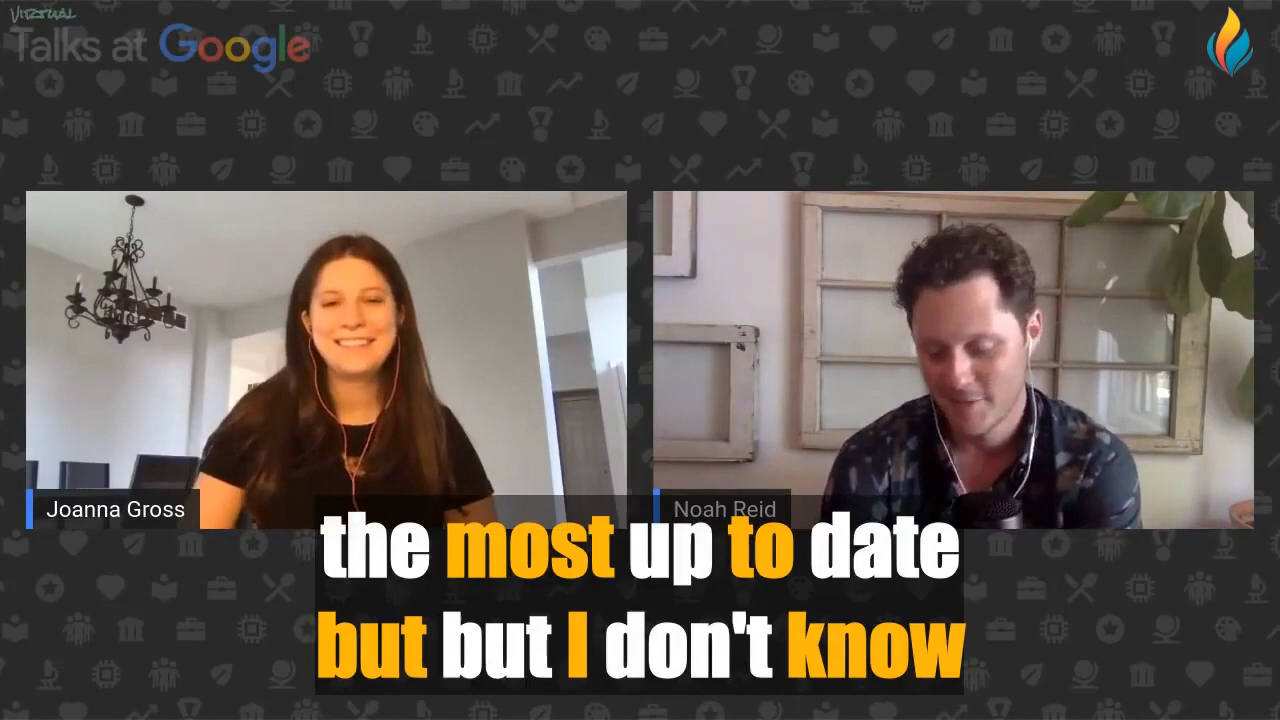 VIRTUAL
Talks at Google
Joanna Gross
Noah Reid
the most up to date
but but I don't know